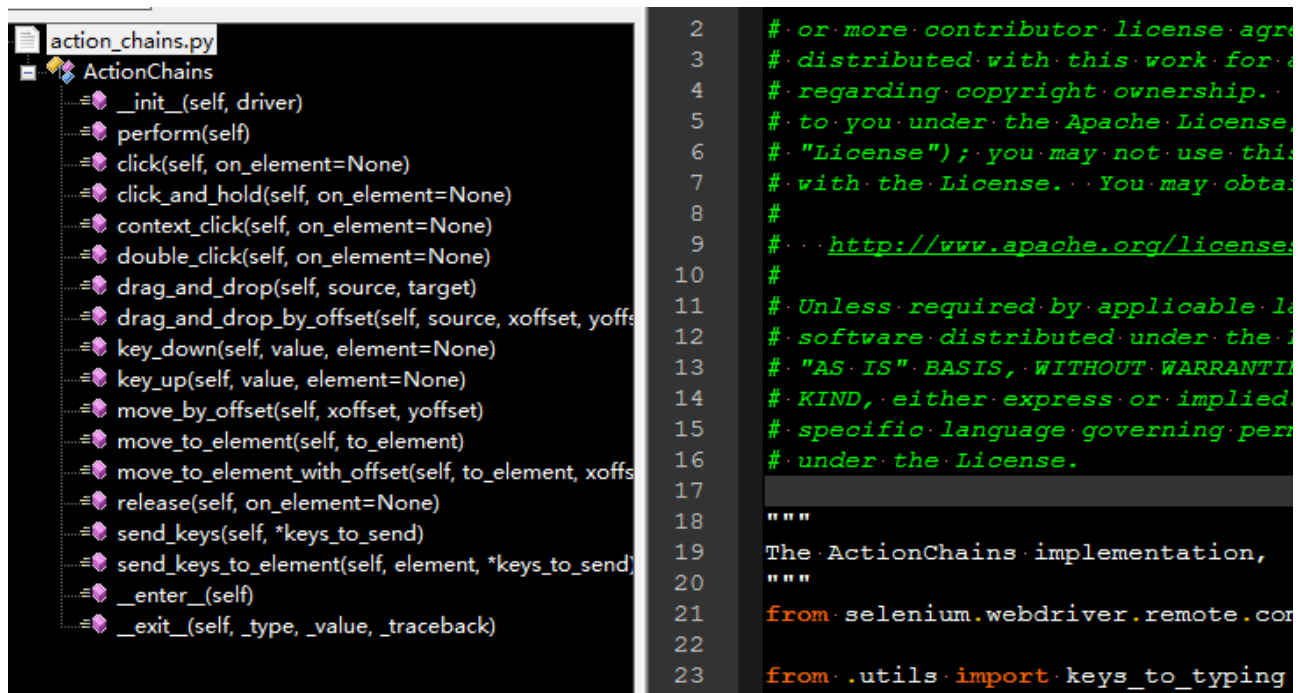 action_chains.py
ActionChains
__init__(self, driver)
perform(self)
click(self, on_element=None)
click_and_hold(self, on_element=None)
context_click(self, on_element=None)
double_click(self, on_element=None)
drag_and_drop(self, source, target)
drag_and_drop_by_offset(self, source, xoffset, yoffs
key_down(self, value, element=None)
key_up(self, value, element=None)
move_by_offset(self, xoffset, yoffset)
move_to_element(self, to_element)
move_to_element_with_offset(self, to_element, xoffs
release(self, on_element=None)
send_keys(self, *keys_to_send)
send_keys_to_element(self, element, *keys_to_send)
__enter__(self)
__exit__(self, _type, _value, _traceback)
2 # or more contributor license agre
3 # distributed with this work for a
4 # regarding copyright ownership.
5 # to you under the Apache License,
6 # "License"); you may not use this
7 # with the License.  You may obtai
8 #
9 #   http://www.apache.org/licenses
10 #
11 # Unless required by applicable la
12 # software distributed under the
13 # "AS IS" BASIS, WITHOUT WARRANTIE
14 # KIND, either express or implied.
15 # specific language governing perm
16 # under the License.
17
18 """
19 The ActionChains implementation,
20 """
21 from selenium.webdriver.remote.com
22
23 from .utils import keys_to_typing